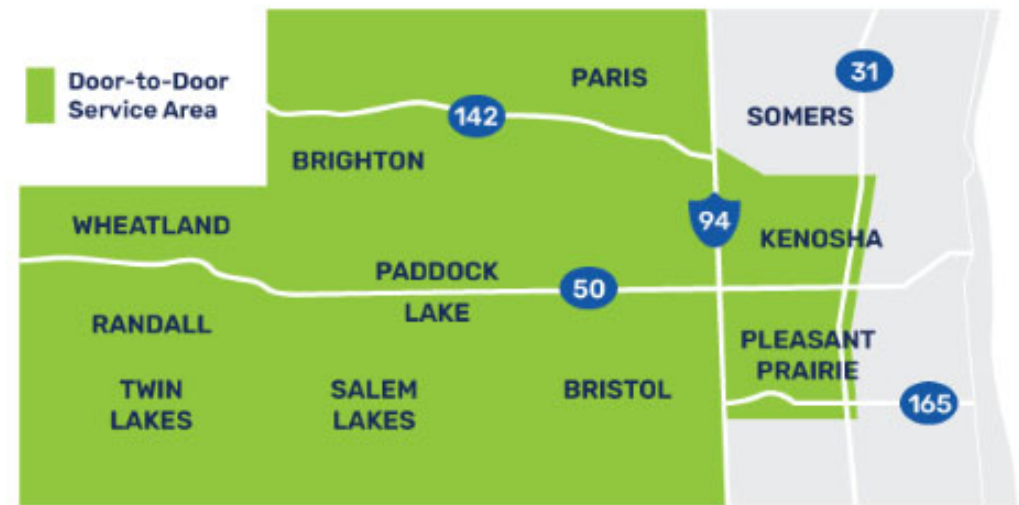 Door-to-Door
Service Area
PARIS
31
SOMERS
142
BRIGHTON
94
WHEATLAND
KENOSHA
PADDOCK
LAKE
50
RANDALL
PLEASANT
PRAIRIE
TWIN
LAKES
SALEM
LAKES
BRISTOL
165